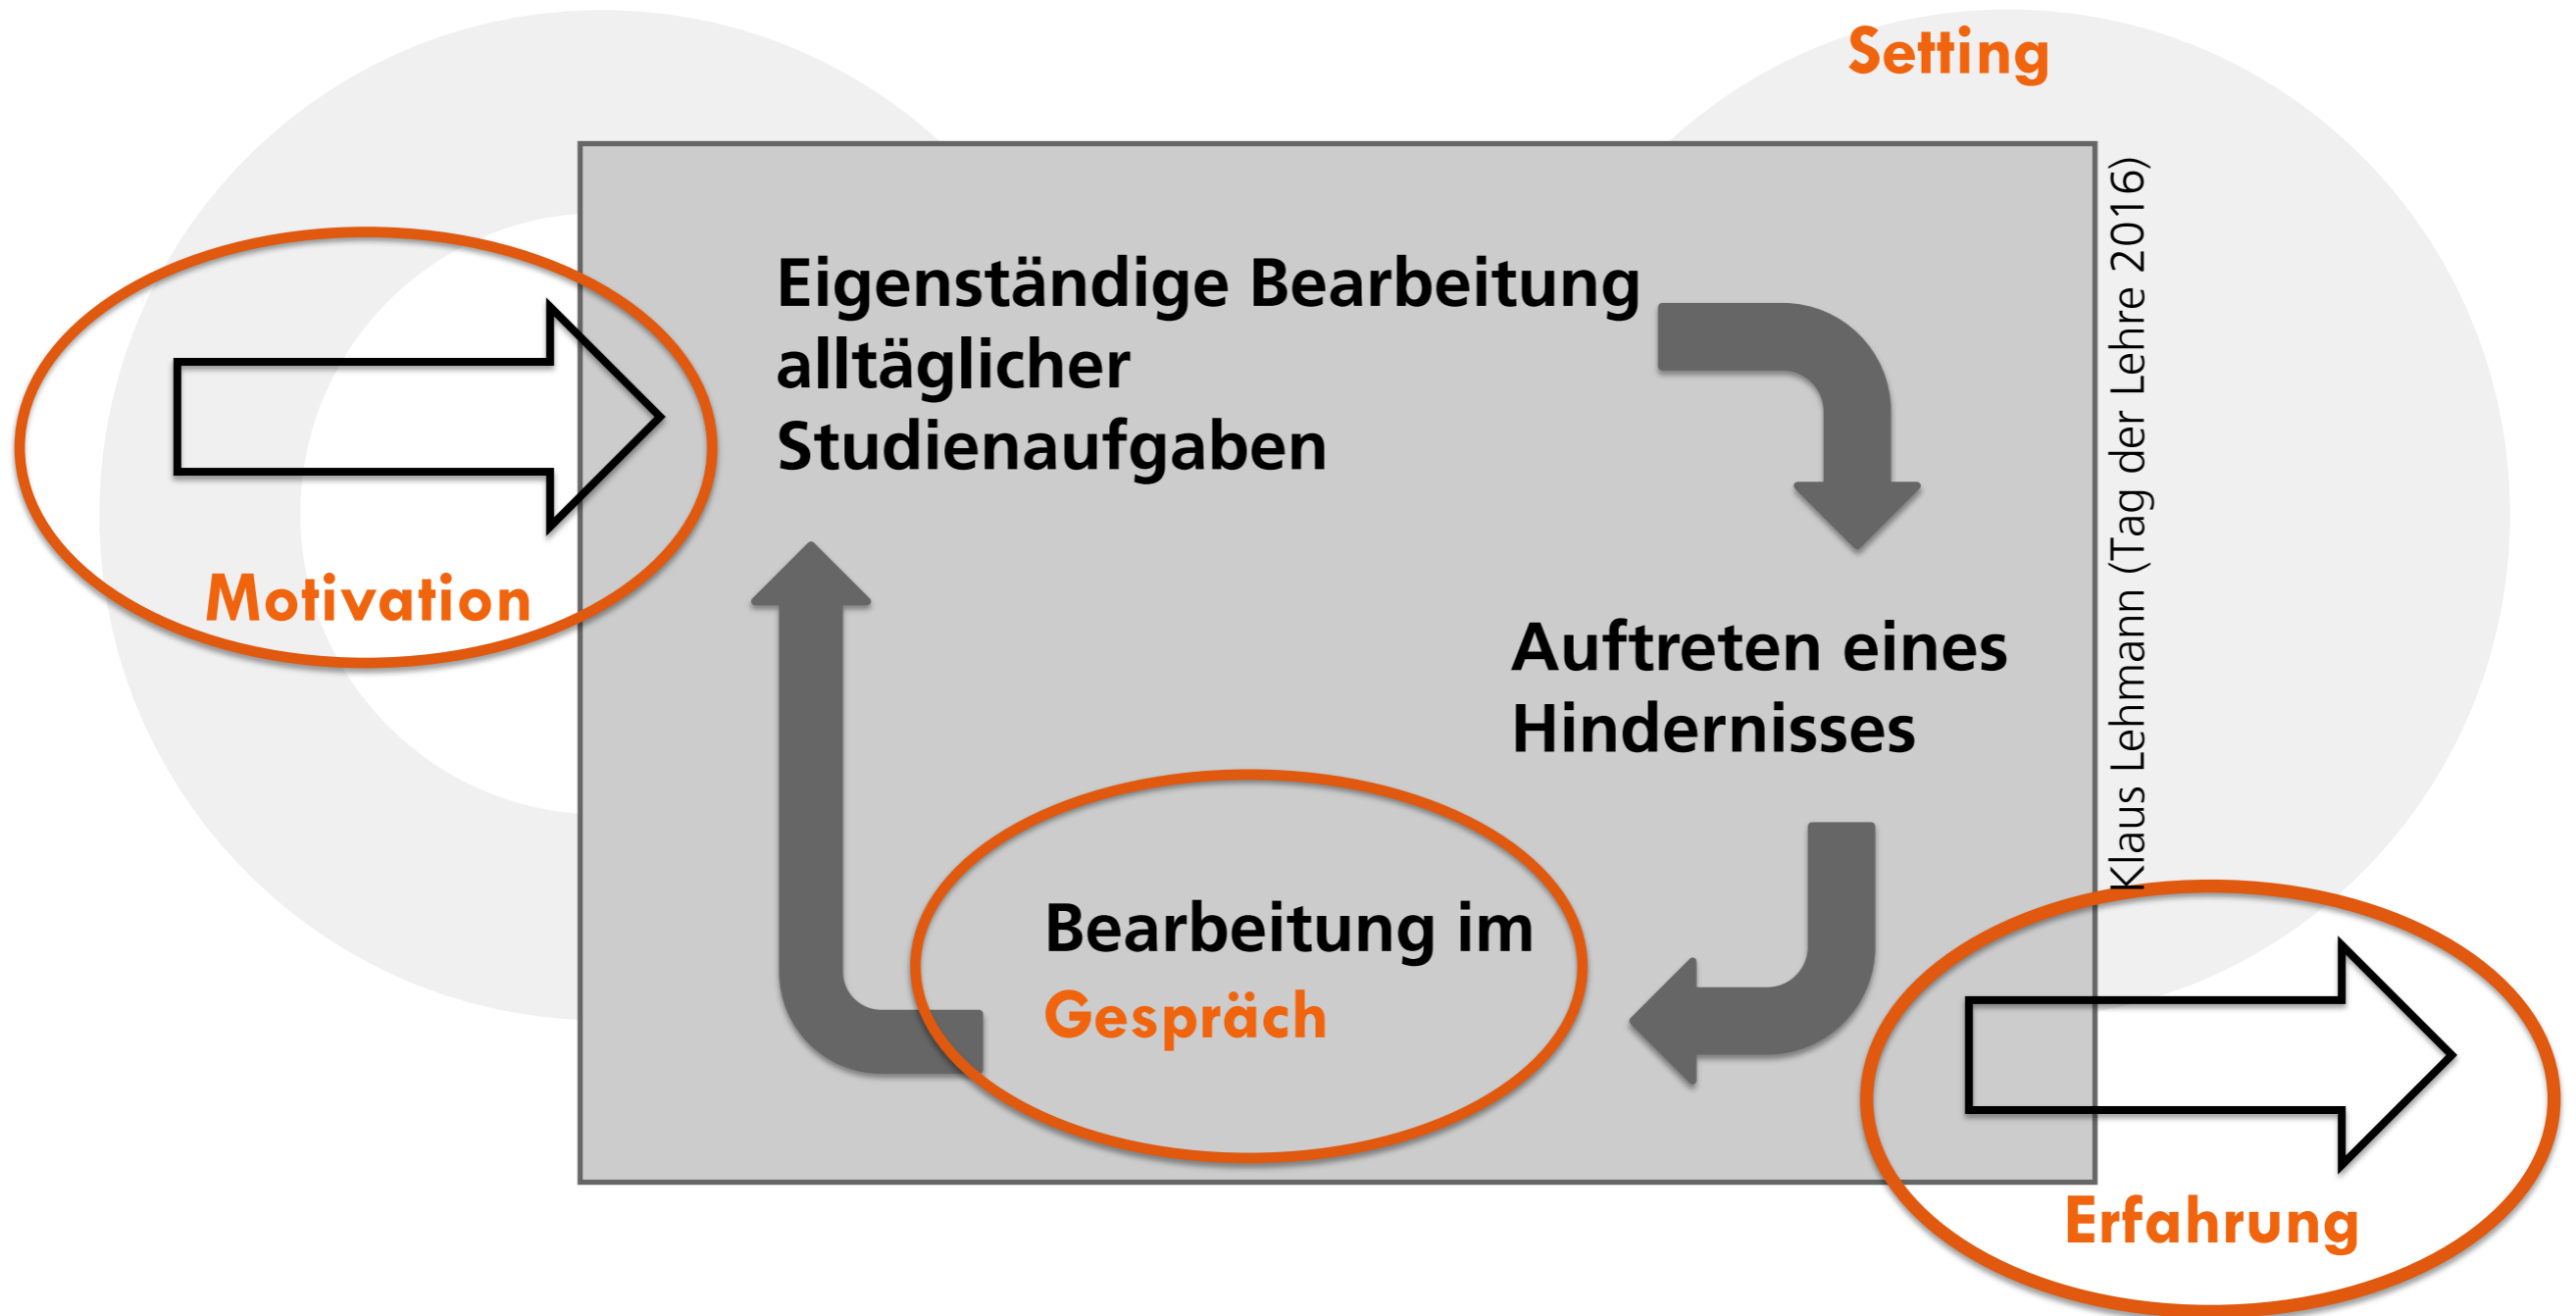 Setting
Eigenständige Bearbeitung
alltäglicher
Studienaufgaben
Motivation
Auftreten eines
Hindernisses
Bearbeitung im
Gespräch
Erfahrung
Klaus Lehmann (Tag der Lehre 2016)